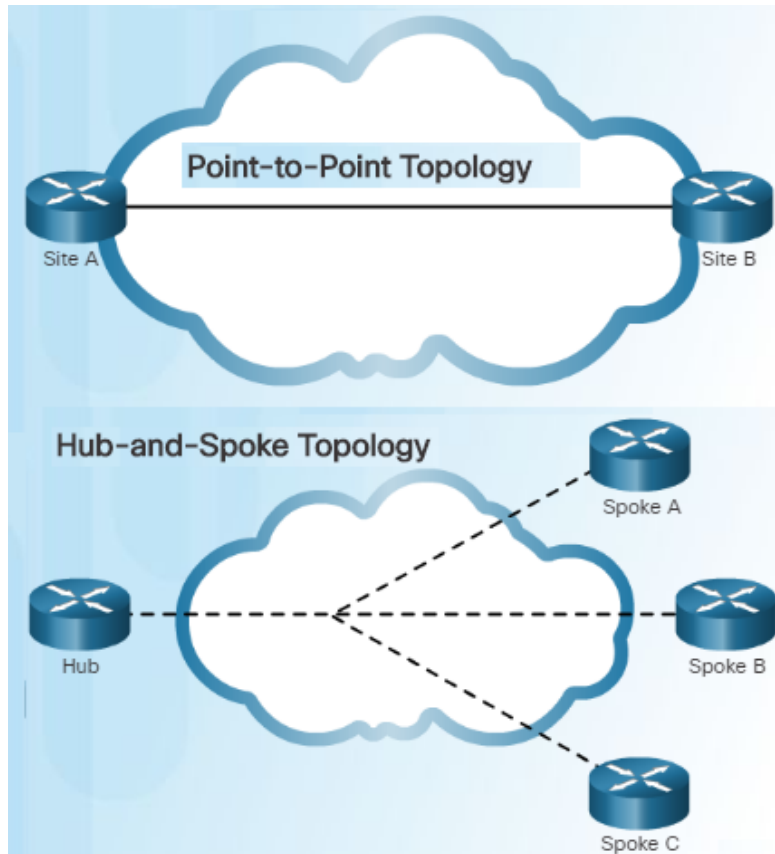 Point-to-Point Topology
Site A
Site B
Hub-and-Spoke Topology
Spoke A
Hub
Spoke B
Spoke C